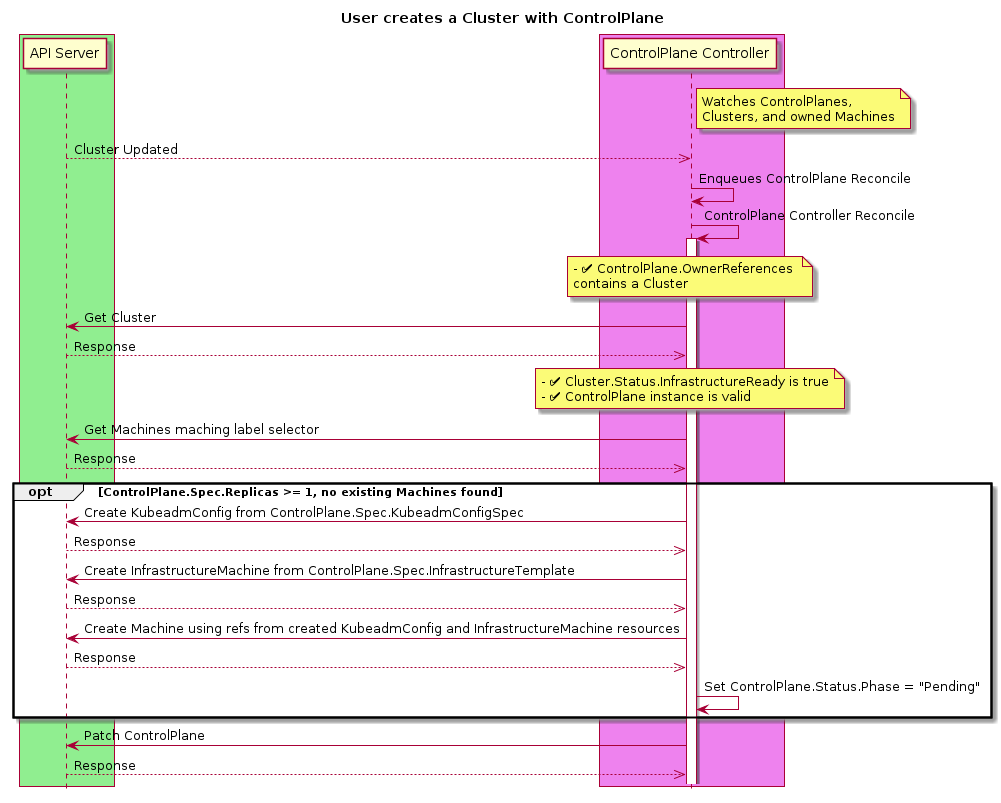 User creates a Cluster with ControlPlane
API Server
ControlPlane Controller
Watches ControlPlanes,
Clusters, and owned Machines
Cluster Updated
Enqueues ControlPlane Reconcile
ControlPlane Controller Reconcile
- ✔ ControlPlane.OwnerReferences
contains a Cluster
Get Cluster
Response
- ✔ Cluster.Status.InfrastructureReady is true
- ✔ ControlPlane instance is valid
Get Machines maching label selector
Response
opt [ControlPlane.Spec.Replicas >= 1, no existing Machines found]
Create KubeadmConfig from ControlPlane.Spec.KubeadmConfigSpec
Response
Create InfrastructureMachine from ControlPlane.Spec.InfrastructureTemplate
Response
Create Machine using refs from created KubeadmConfig and InfrastructureMachine resources
Response
Set ControlPlane.Status.Phase = "Pending"
Patch ControlPlane
Response